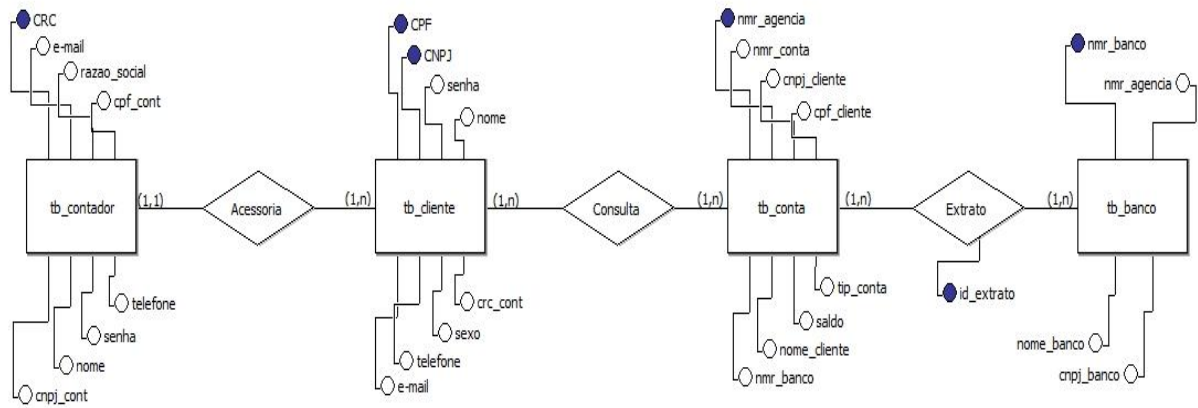 CRC
e-mail
razao_social
cpf_cont
tb_contador
telefone
senha
nome
cnpj_cont
(1,1)
Acessoria
(1,n)
CPF
CNPJ
senha
nome
tb_cliente
crc_cont
sexo
telefone
e-mail
(1,n)
Consulta
(1,n)
nmr_agencia
nmr_conta
cnpj_cliente
cpf_cliente
tb_conta
tip_conta
saldo
nome_cliente
nmr_banco
(1,n)
Extrato
id_extrato
(1,n)
nmr_banco
nmr_agencia
tb_banco
nome_banco
cnpj_banco